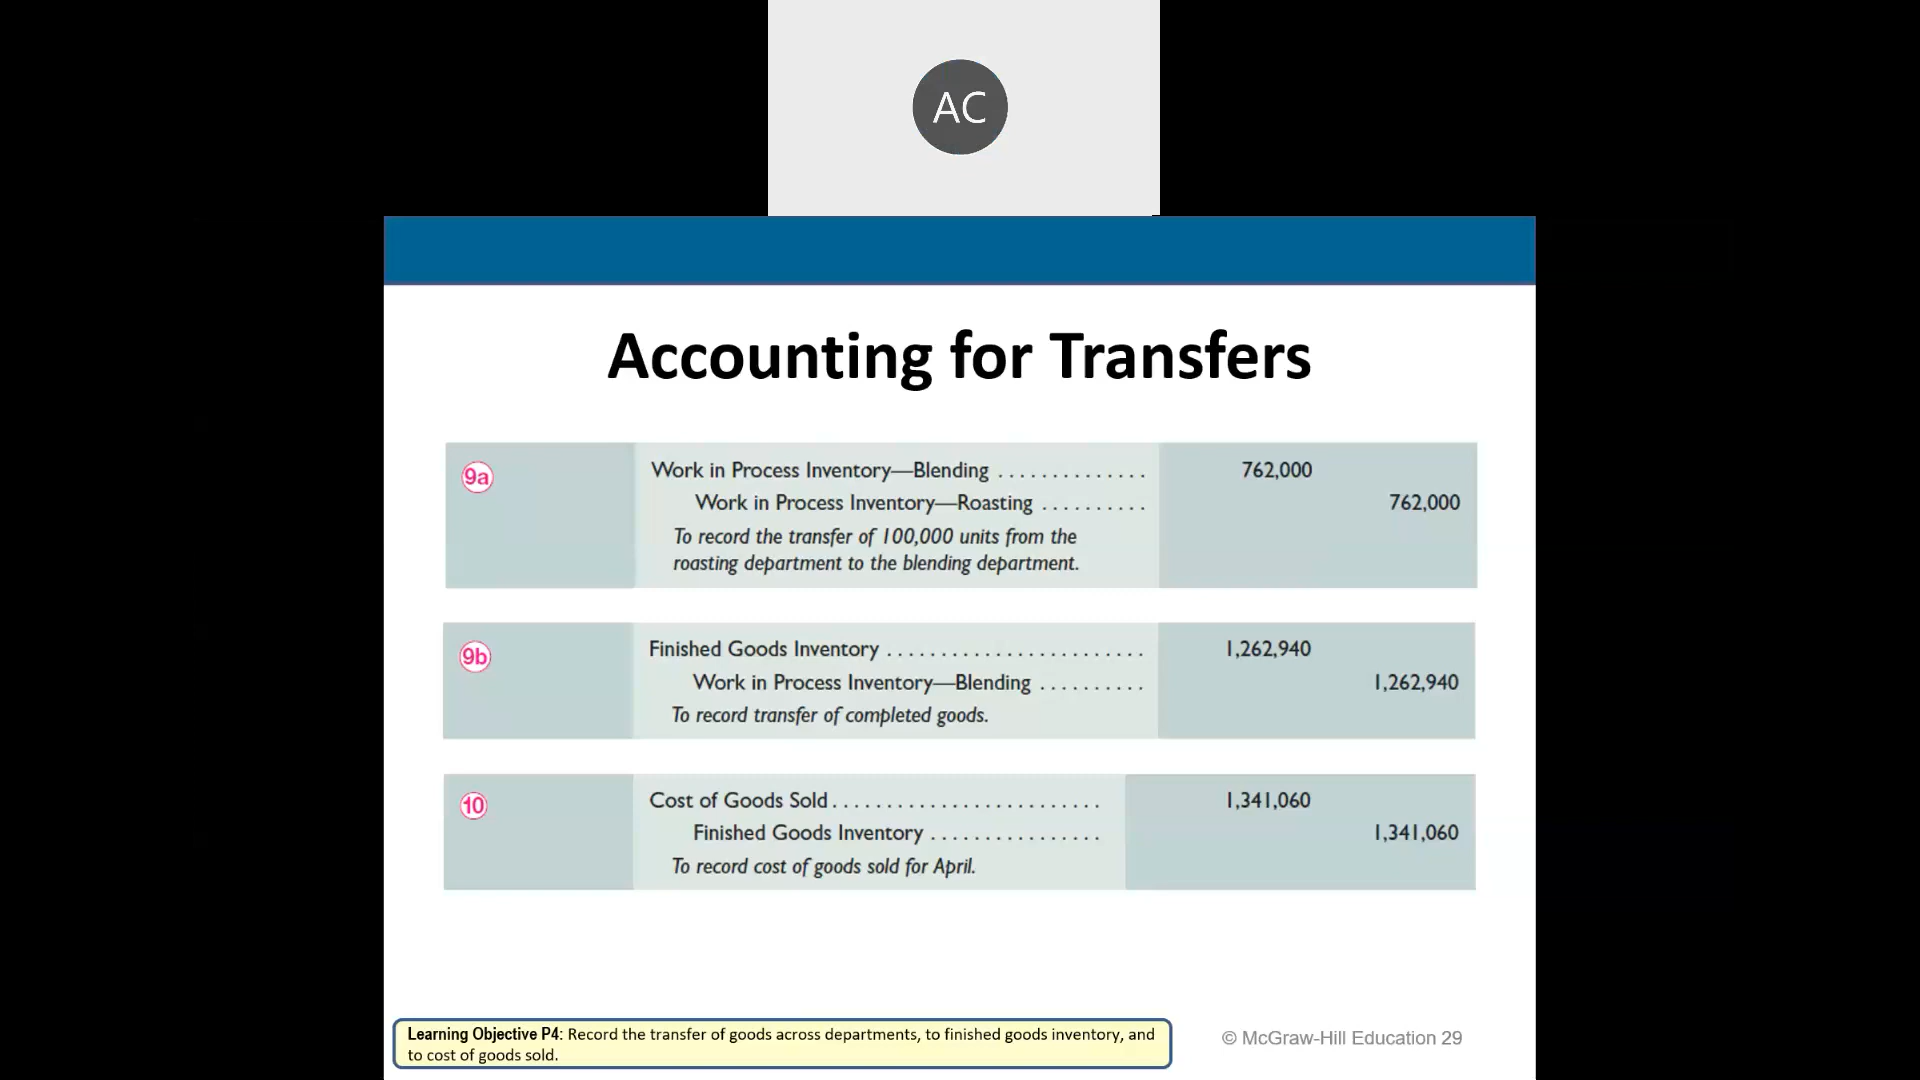 AC
Accounting for Transfers
9a
Work in Process Inventory—Blending .............. 762,000
Work in Process Inventory—Roasting .......... 762,000
To record the transfer of 100,000 units from the
roasting department to the blending department.
9b
Finished Goods Inventory ........................ 1,262,940
Work in Process Inventory—Blending .......... 1,262,940
To record transfer of completed goods.
10
Cost of Goods Sold ......................... 1,341,060
Finished Goods Inventory ................ 1,341,060
To record cost of goods sold for April.
Learning Objective P4: Record the transfer of goods across departments, to finished goods inventory, and
to cost of goods sold.
© McGraw-Hill Education 29